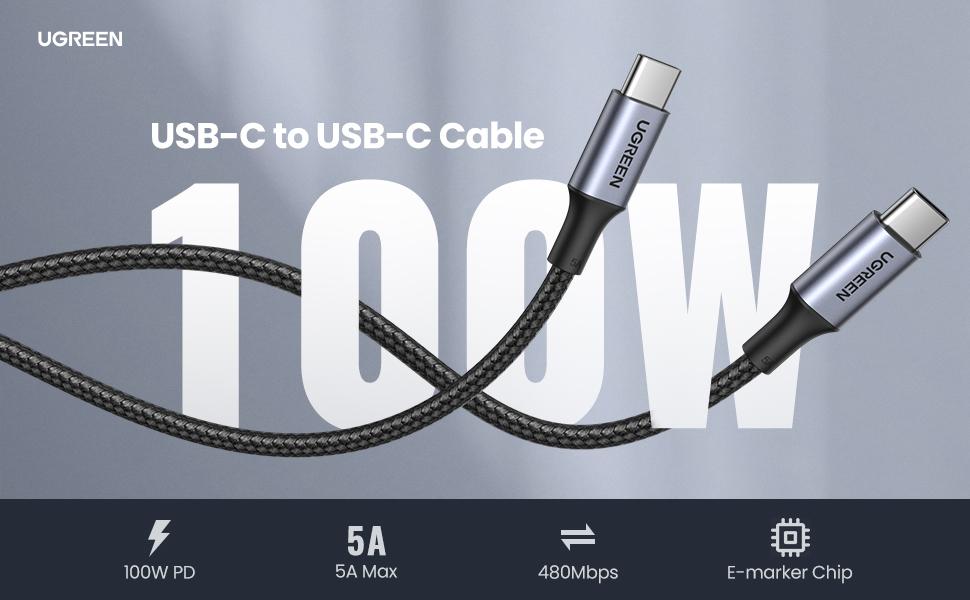 UGREEN
USB-C to USB-C Cable
100W
UGREEN
UGREEN
5A
100W PD
5A Max
480Mbps
E-marker Chip